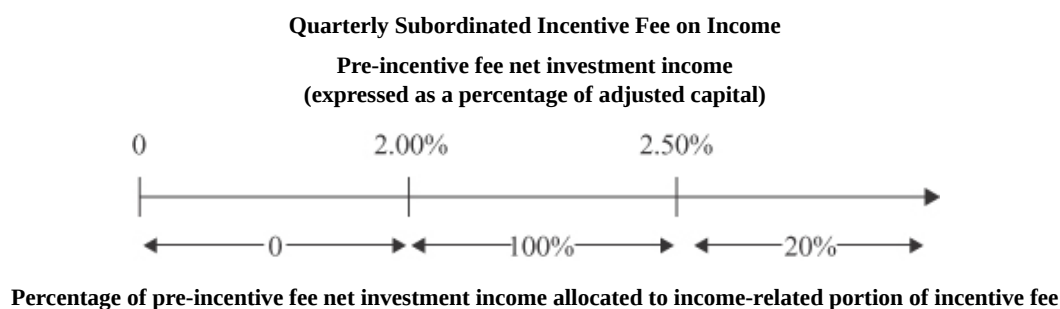 Quarterly Subordinated Incentive Fee on Income
Pre-incentive fee net investment income
(expressed as a percentage of adjusted capital)
0 2.00% 2.50%
0 100% 20%
Percentage of pre-incentive fee net investment income allocated to income-related portion of incentive fee